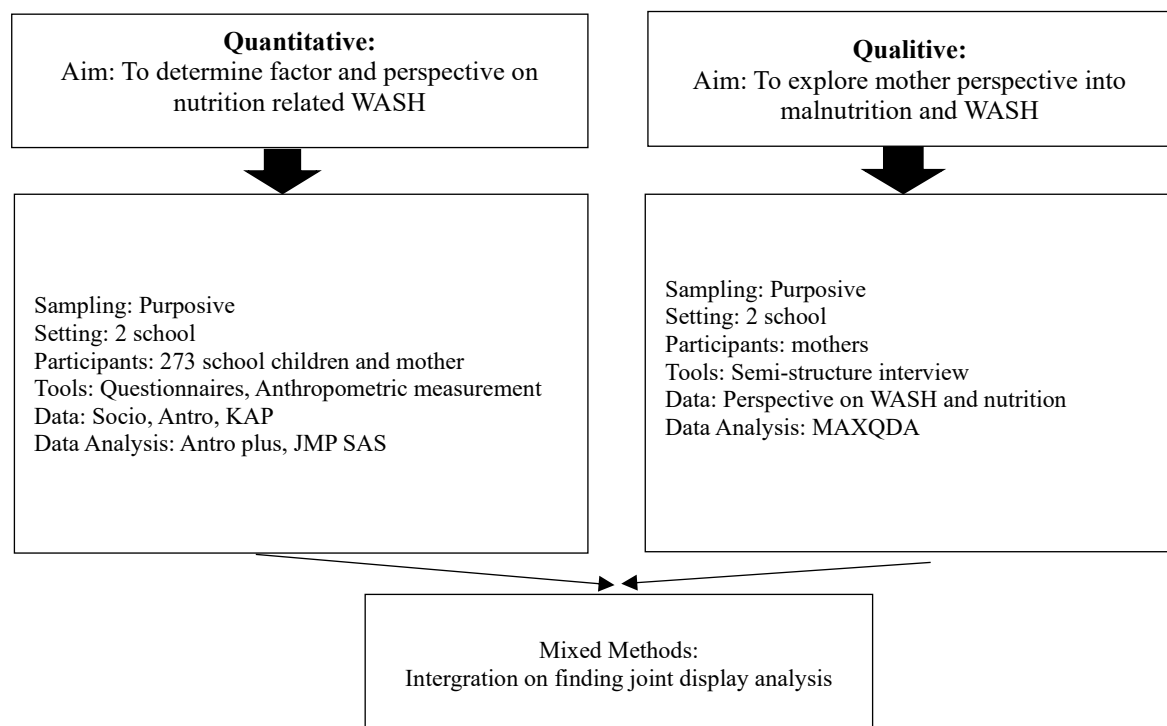 Quantitative:
Aim: To determine factor and perspective on
nutrition related WASH
Qualitive:
Aim: To explore mother perspective into
malnutrition and WASH
Sampling: Purposive
Setting: 2 school
Participants: 273 school children and mother
Tools: Questionnaires, Anthropometric measurement
Data: Socio, Antro, KAP
Data Analysis: Antro plus, JMP SAS
Sampling: Purposive
Setting: 2 school
Participants: mothers
Tools: Semi-structure interview
Data: Perspective on WASH and nutrition
Data Analysis: MAXQDA
Mixed Methods:
Intergration on finding joint display analysis